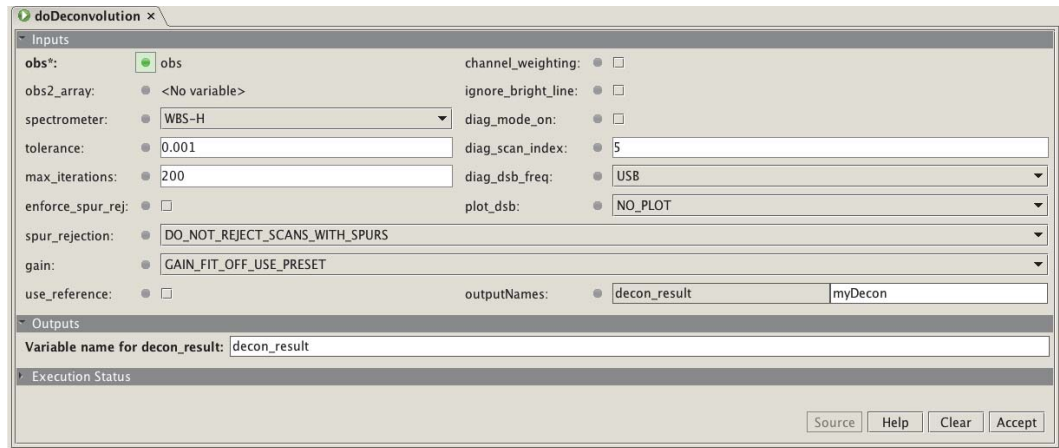 doDeconvolution ×
Inputs
obs*: obs channel_weighting:
obs2_array: <No variable> ignore_bright_line:
spectrometer: WBS-H diag_mode_on:
tolerance: 0.001 diag_scan_index: 5
max_iterations: 200 diag_dsb_freq: USB
enforce_spur_rej: plot_dsb: NO_PLOT
spur_rejection: DO_NOT_REJECT_SCANS_WITH_SPURS
gain: GAIN_FIT_OFF_USE_PRESET
use_reference: outputNames: decon_result myDecon
Outputs
Variable name for decon_result: decon_result
Execution Status
Source Help Clear Accept